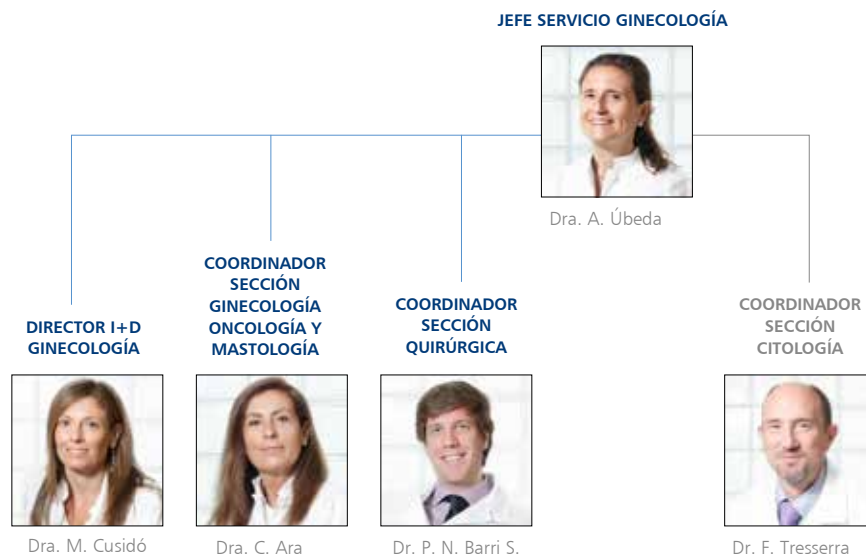 JEFE SERVICIO GINECOLOGÍA
Dra. A. Úbeda
DIRECTOR I+D
GINECOLOGÍA
Dra. M. Cusidó
COORDINADOR
SECCIÓN
GINECOLOGÍA
ONCOLOGÍA Y
MASTOLOGÍA
Dra. C. Ara
COORDINADOR
SECCIÓN
QUIRÚRGICA
Dr. P. N. Barri S.
COORDINADOR
SECCIÓN
CITOLOGÍA
Dr. F. Tresserra